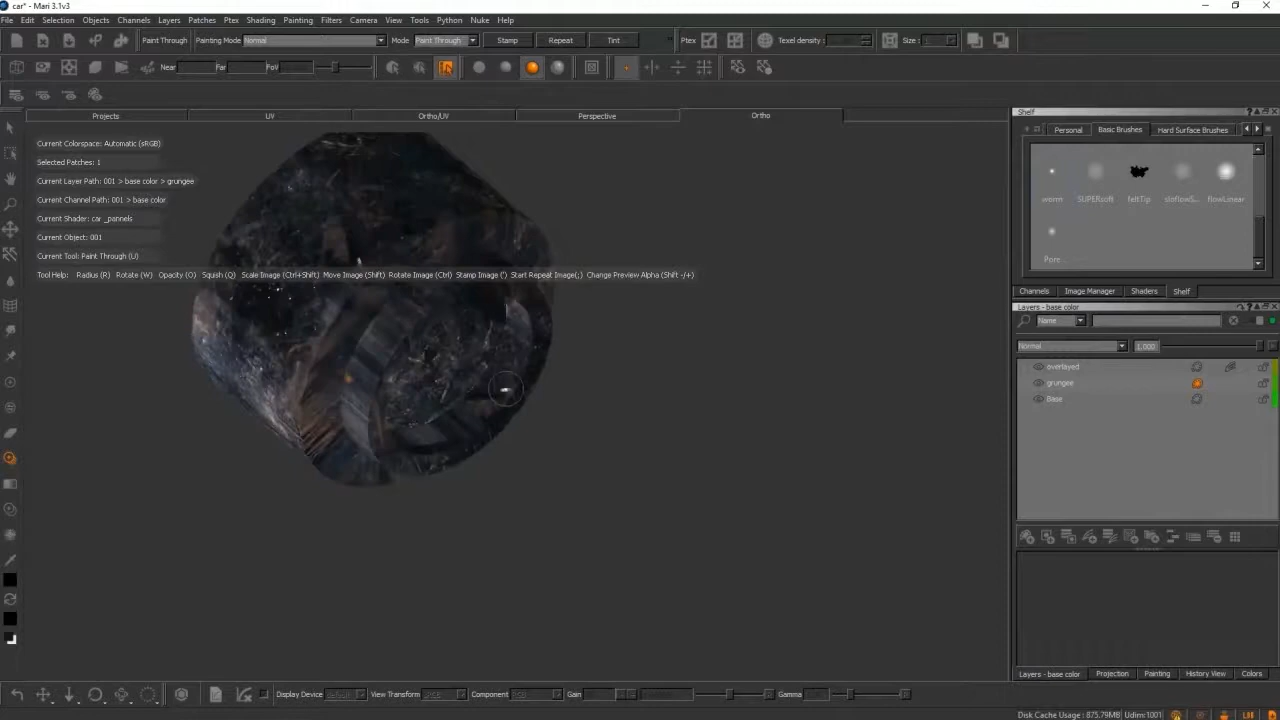 car* - Mari 3.1v3
File Edit Selection Objects Channels Layers Patches Ptex Shading Painting Filters Camera View Tools Python Nuke Help
Paint Through Painting Mode Normal Mode Paint Through Stamp Repeat Tint Ptex Texel density: Size :
Near Far FoV
Projects UV Ortho/UV Perspective Ortho
Current Colorspace: Automatic (sRGB)
Selected Patches: 1
Current Layer Path: 001 > base color > grungee
Current Channel Path: 001 > base color
Current Shader: car _pannels
Current Object: 001
Current Tool: Paint Through (U)
Tool Help: Radius (R) Rotate (W) Opacity (O) Squish (Q) Scale Image (Ctrl+Shift) Move Image (Shift) Rotate Image (Ctrl) Stamp Image (') Start Repeat Image(;) Change Preview Alpha (Shift -/+)
Shelf
Personal Basic Brushes Hard Surface Brushes
worm SUPERsoft feltTip sloflowS... flowLinear
Pore...
Channels Image Manager Shaders Shelf
Layers - base color
Name
Normal 1.000
overlayed
grungee
Base
Layers - base color Projection Painting History View Colors
Display Device default View Transform sRGB Component RGB Gain Gamma
Disk Cache Usage : 875.79MB Udim:1001